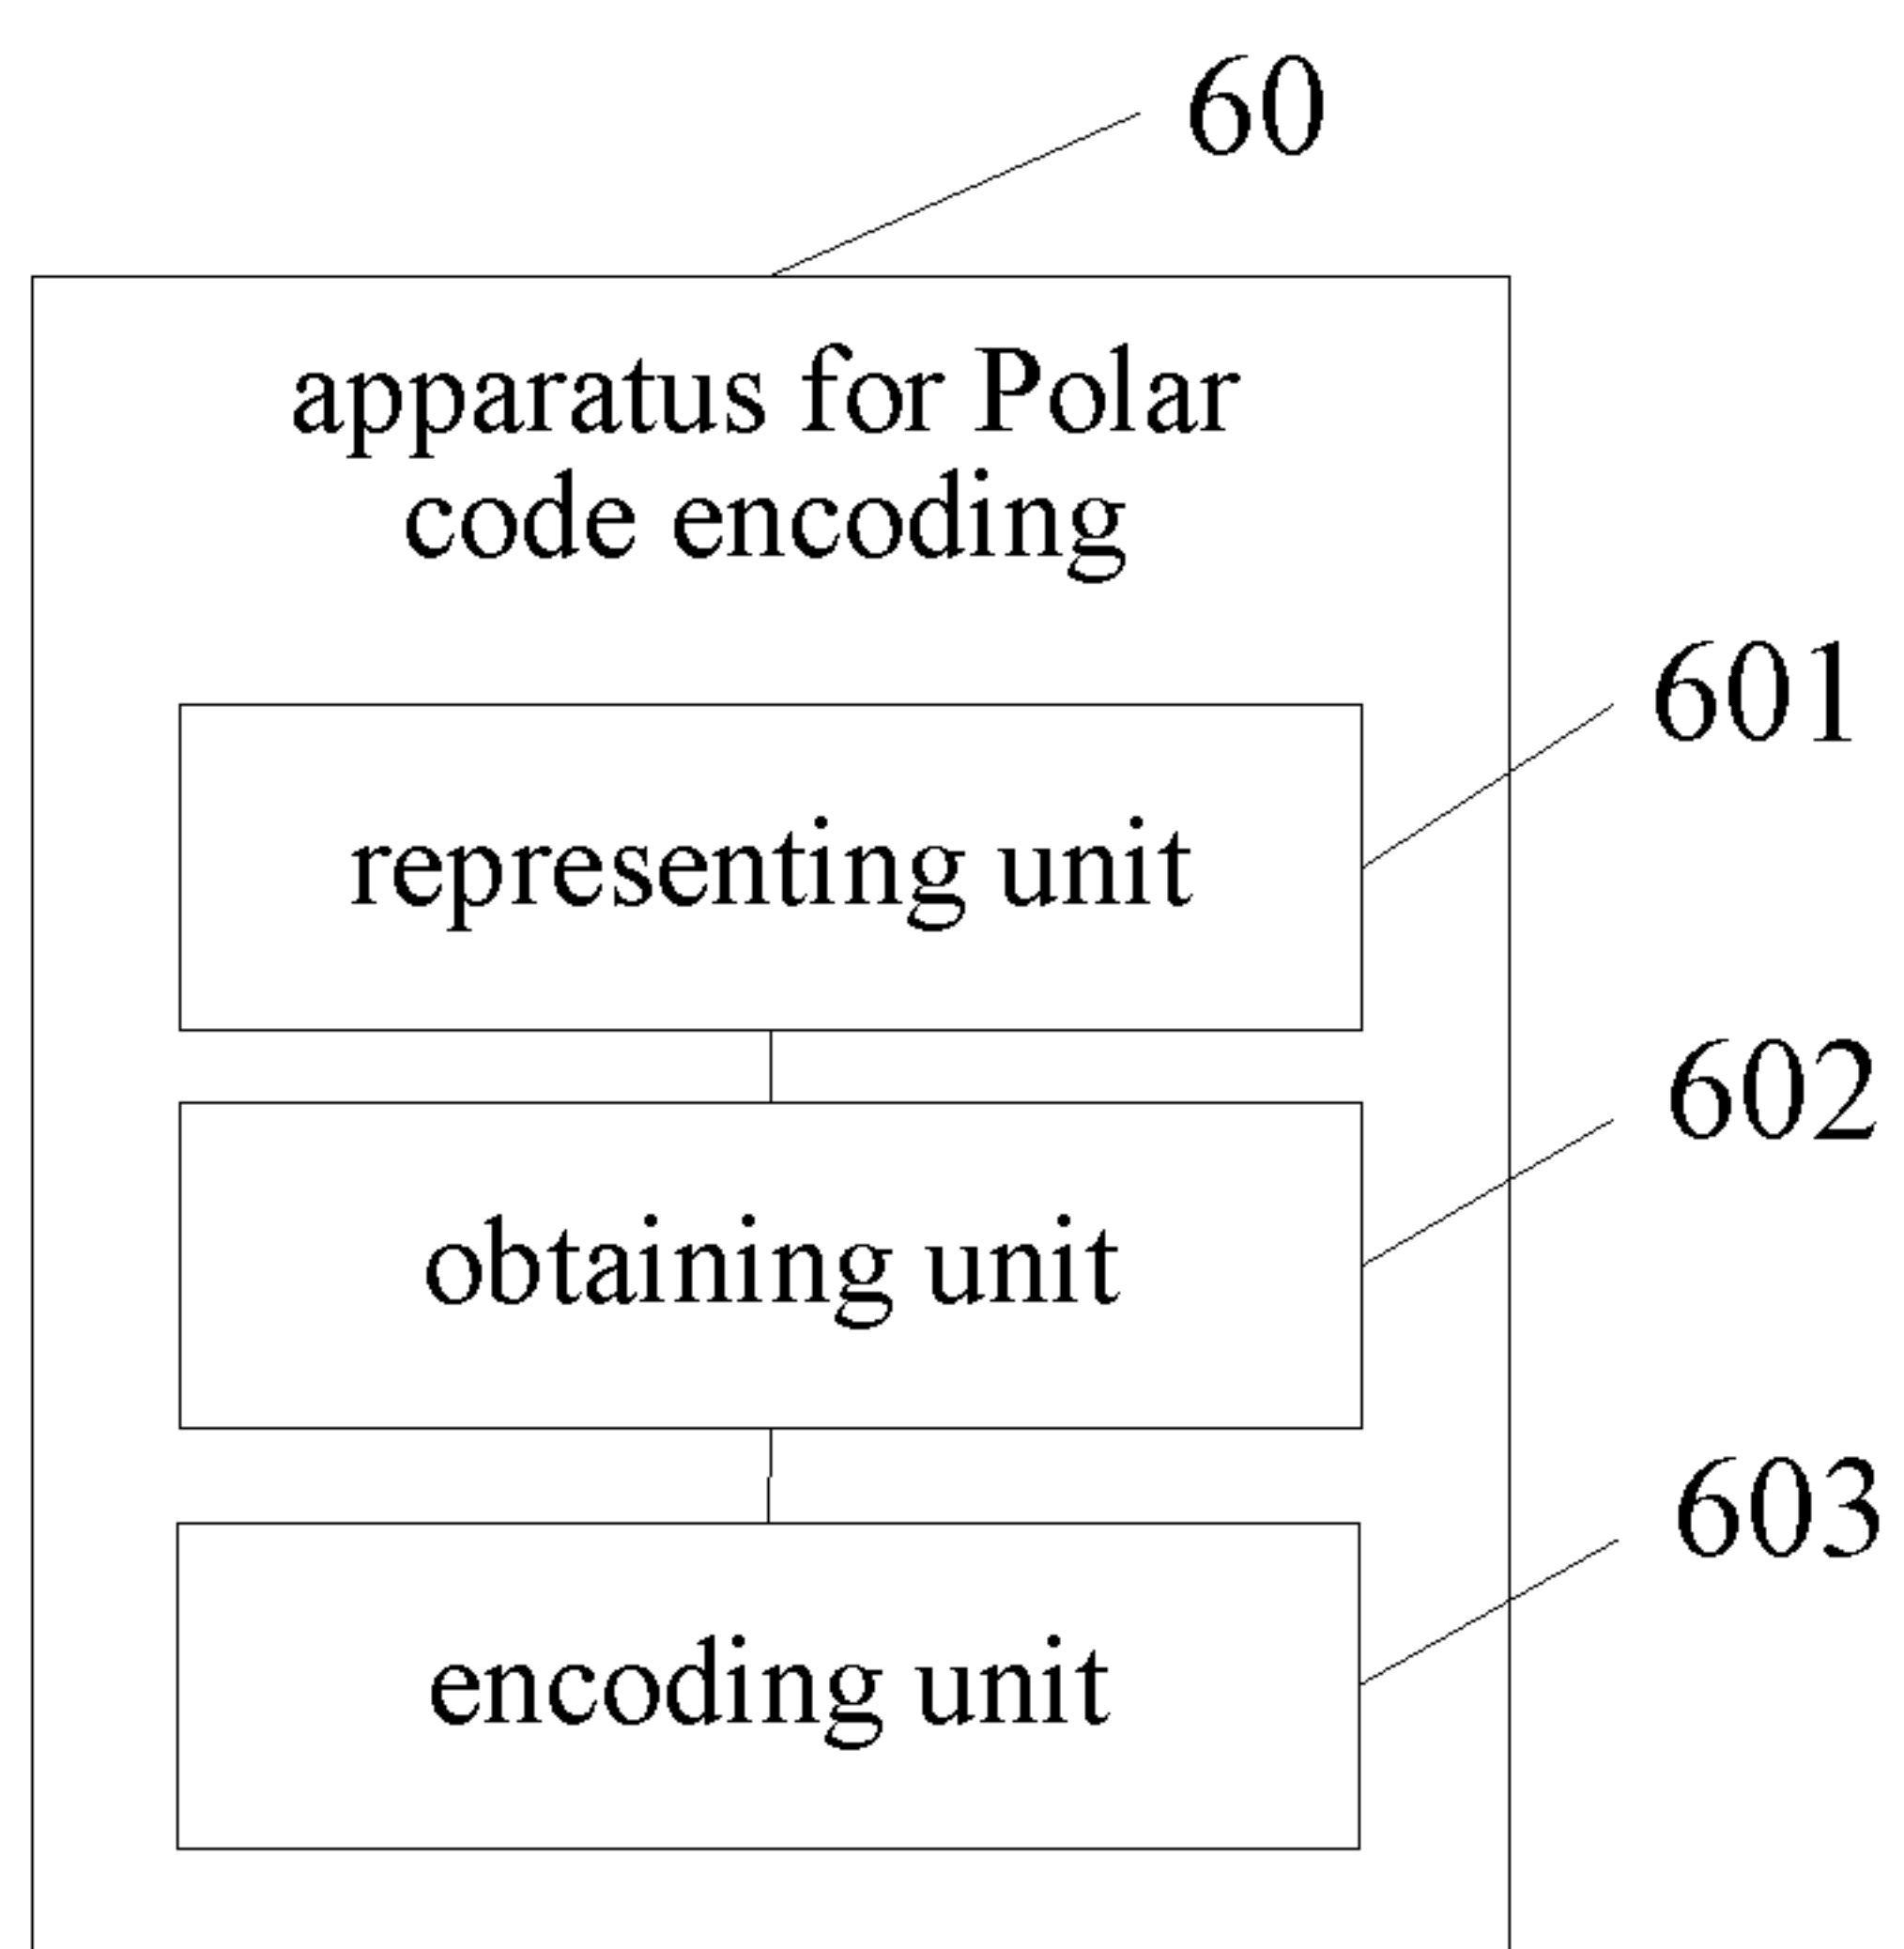 60
apparatus for Polar
code encoding
601
representing unit
602
obtaining unit
603
encoding unit